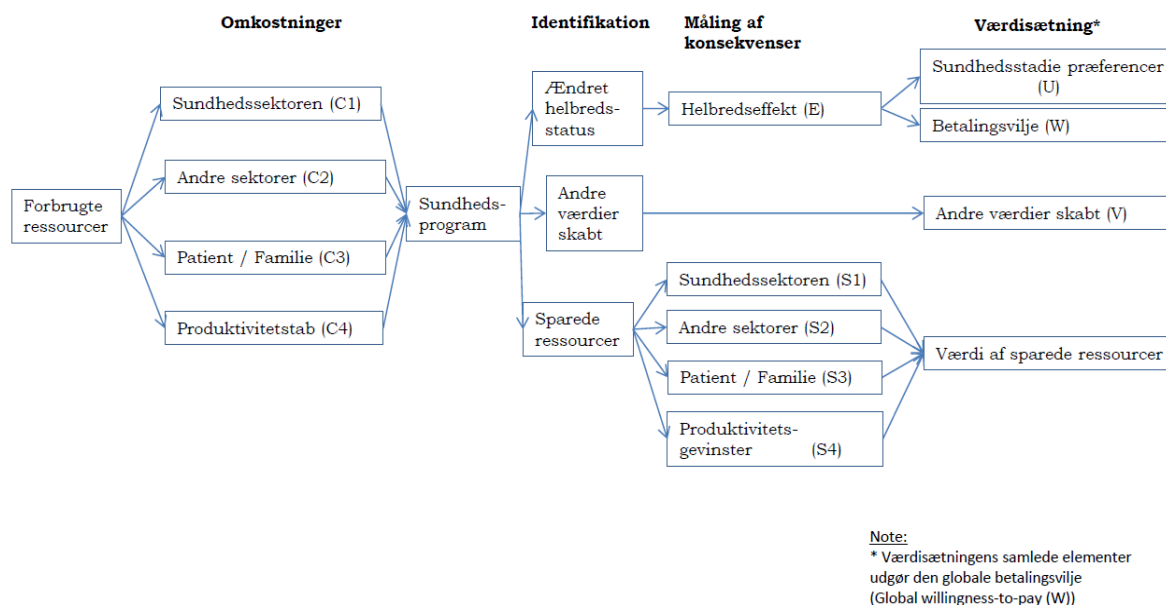 Omkostninger
Identifikation
Måling af
konsekvenser
Værdisætning*
Forbrugte
ressourcer
Sundhedssektoren (C1)
Andre sektorer (C2)
Patient / Familie (C3)
Produktivitetstab (C4)
Sundheds-
program
Ændret
helbreds-
status
Andre
værdier
skabt
Sparede
ressourcer
Helbredseffekt (E)
Sundhedssektoren (S1)
Andre sektorer (S2)
Patient / Familie (S3)
Produktivitets-
gevinster (S4)
Sundhedsstadie præferencer
(U)
Betalingsvilje (W)
Andre værdier skabt (V)
Værdi af sparede ressourcer
Note:
* Værdisætningens samlede elementer
udgør den globale betalingsvilje
(Global willingness-to-pay (W))